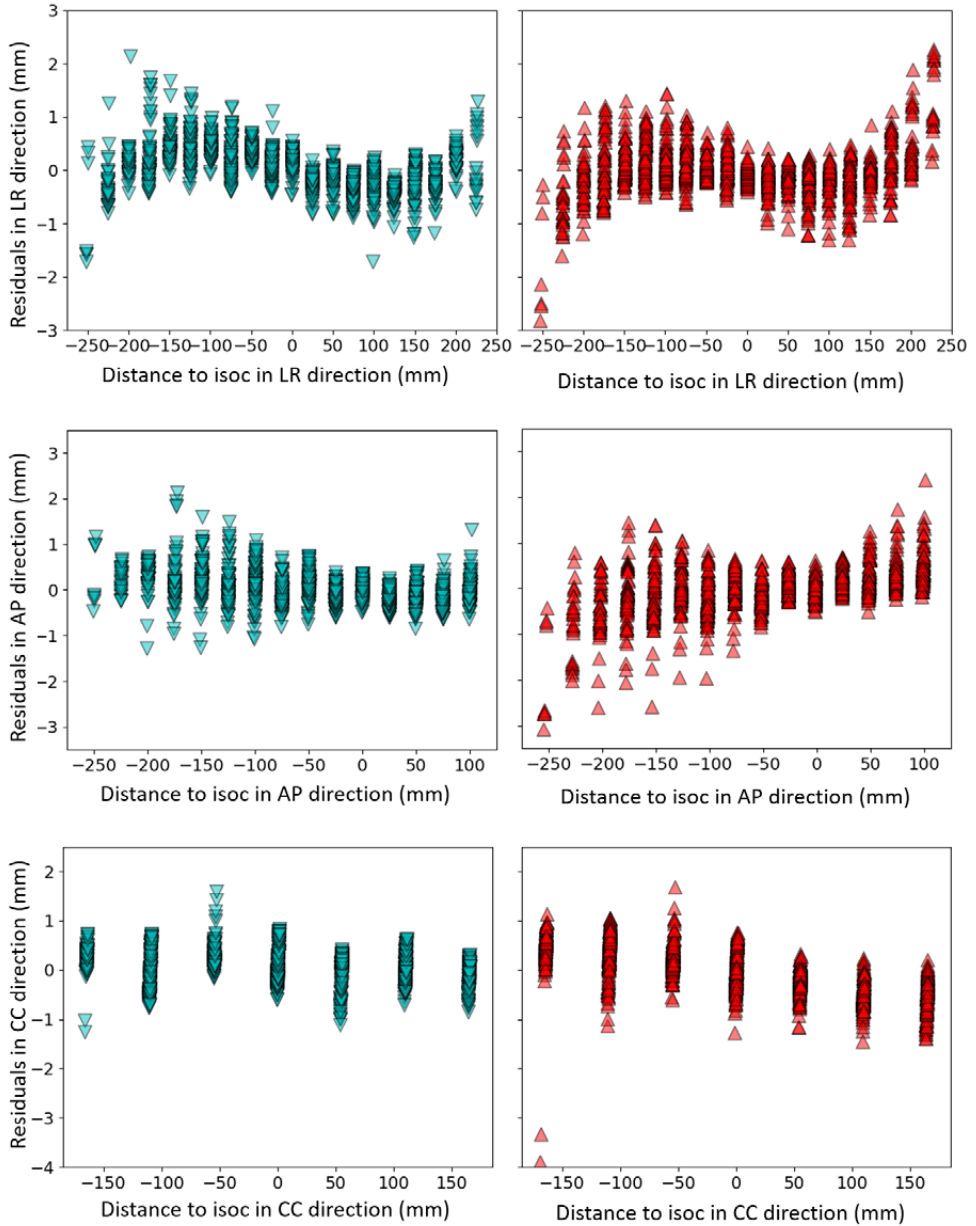 Residuals in LR direction (mm)
3
2
1
0
−1
−2
−3
−250 −200 −150 −100 −50 0 50 100 150 200 250
Distance to isoc in LR direction (mm)
−250 −200 −150 −100 −50 0 50 100 150 200 250
Distance to isoc in LR direction (mm)
Residuals in AP direction (mm)
3
2
1
0
−1
−2
−3
−250 −200 −150 −100 −50 0 50 100
Distance to isoc in AP direction (mm)
−250 −200 −150 −100 −50 0 50 100
Distance to isoc in AP direction (mm)
Residuals in CC direction (mm)
2
1
0
−1
−2
−3
−4
−150 −100 −50 0 50 100 150
Distance to isoc in CC direction (mm)
−150 −100 −50 0 50 100 150
Distance to isoc in CC direction (mm)